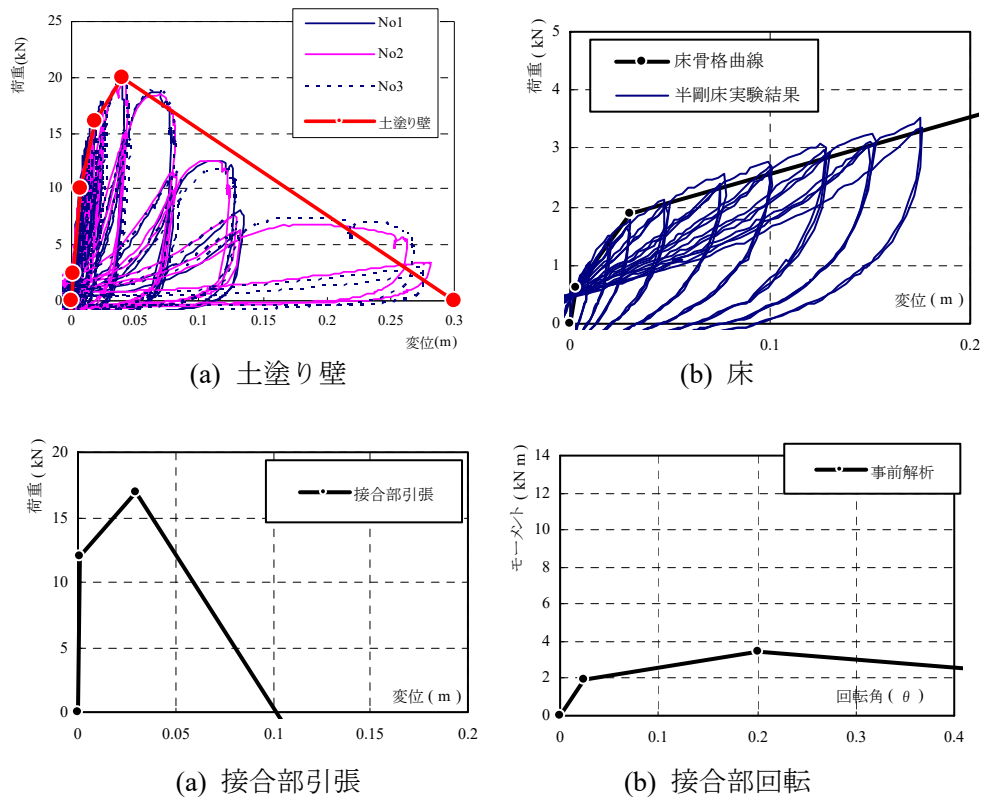 25
20
15
10
5
0
荷重(kN)
No1
No2
No3
土塗り壁
0
0.05
0.1
0.15
0.2
0.25
0.3
変位(m)
(a) 土塗り壁
5
4
3
2
1
0
荷重 ( kN )
床骨格曲線
半剛床実験結果
変位 ( m )
0
0.1
0.2
(b) 床
20
15
10
5
0
荷重 ( kN )
接合部引張
変位 ( m )
0
0.05
0.1
0.15
0.2
(a) 接合部引張
14
12
10
8
6
4
2
0
モーメント ( kN m )
事前解析
回転角 ( θ )
0
0.1
0.2
0.3
0.4
(b) 接合部回転